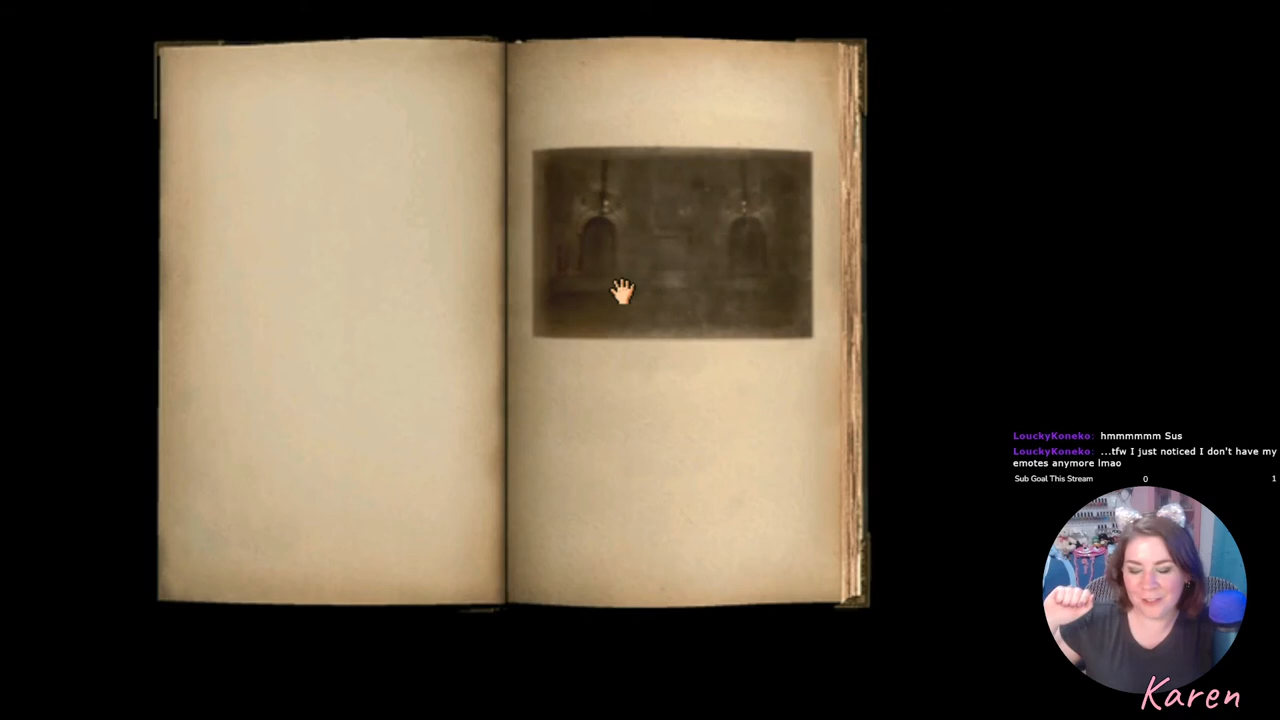 LouckyKoneko: hmmmmmm Sus
LouckyKoneko: ...tfw I just noticed I don't have my
emotes anymore lmao
Sub Goal This Stream 0 1
Karen